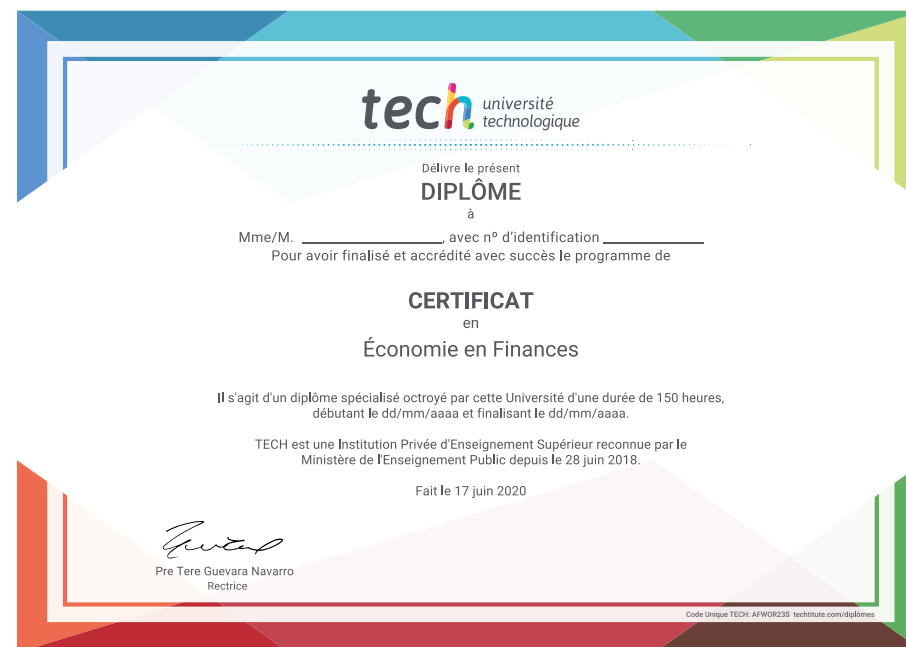 tech université
technologique
Délivre le présent
DIPLÔME
à
Mme/M. ____________________, avec nº d'identification ______________
Pour avoir finalisé et accrédité avec succès le programme de
CERTIFICAT
en
Économie en Finances
Il s'agit d'un diplôme spécialisé octroyé par cette Université d'une durée de 150 heures,
débutant le dd/mm/aaaa et finalisant le dd/mm/aaaa.
TECH est une Institution Privée d'Enseignement Supérieur reconnue par le
Ministère de l'Enseignement Public depuis le 28 juin 2018.
Fait le 17 juin 2020
Pre Tere Guevara Navarro
Rectrice
Code Unique TECH: AFWOR23S techtitute.com/diplômes